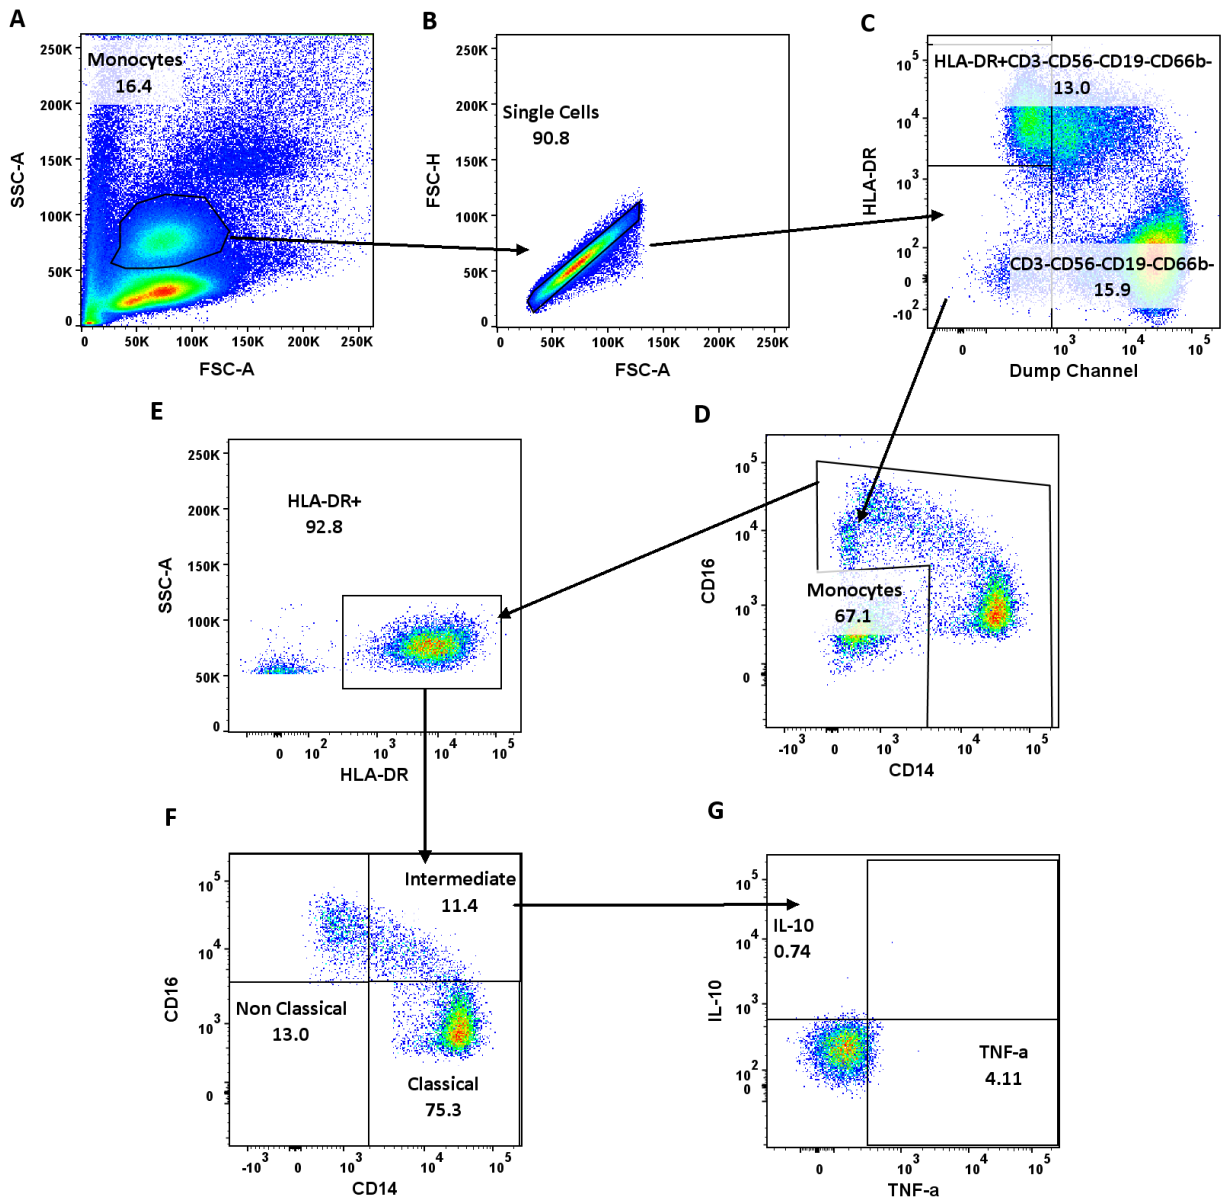 A
250K
200K
150K
100K
50K
0
SSC-A
Monocytes
16.4
0
50K
100K
150K
200K
250K
FSC-A
B
250K
200K
150K
100K
50K
0
FSC-H
Single Cells
90.8
0
50K
100K
150K
200K
250K
FSC-A
C
10^5
10^4
10^3
10^2
0
-10^2
HLA-DR
HLA-DR+CD3-CD56-CD19-CD66b-
13.0
CD3-CD56-CD19-CD66b-
15.9
0
10^3
10^4
10^5
Dump Channel
E
250K
200K
150K
100K
50K
0
SSC-A
HLA-DR+
92.8
0
10^2
10^3
10^4
10^5
HLA-DR
D
10^5
10^4
10^3
0
CD16
Monocytes
67.1
-10^3
0
10^3
10^4
10^5
CD14
F
10^5
10^4
10^3
0
CD16
Intermediate
11.4
Non Classical
13.0
Classical
75.3
-10^3
0
10^3
10^4
10^5
CD14
G
10^5
10^4
10^3
10^2
0
IL-10
IL-10
0.74
TNF-a
4.11
0
10^3
10^4
10^5
TNF-a